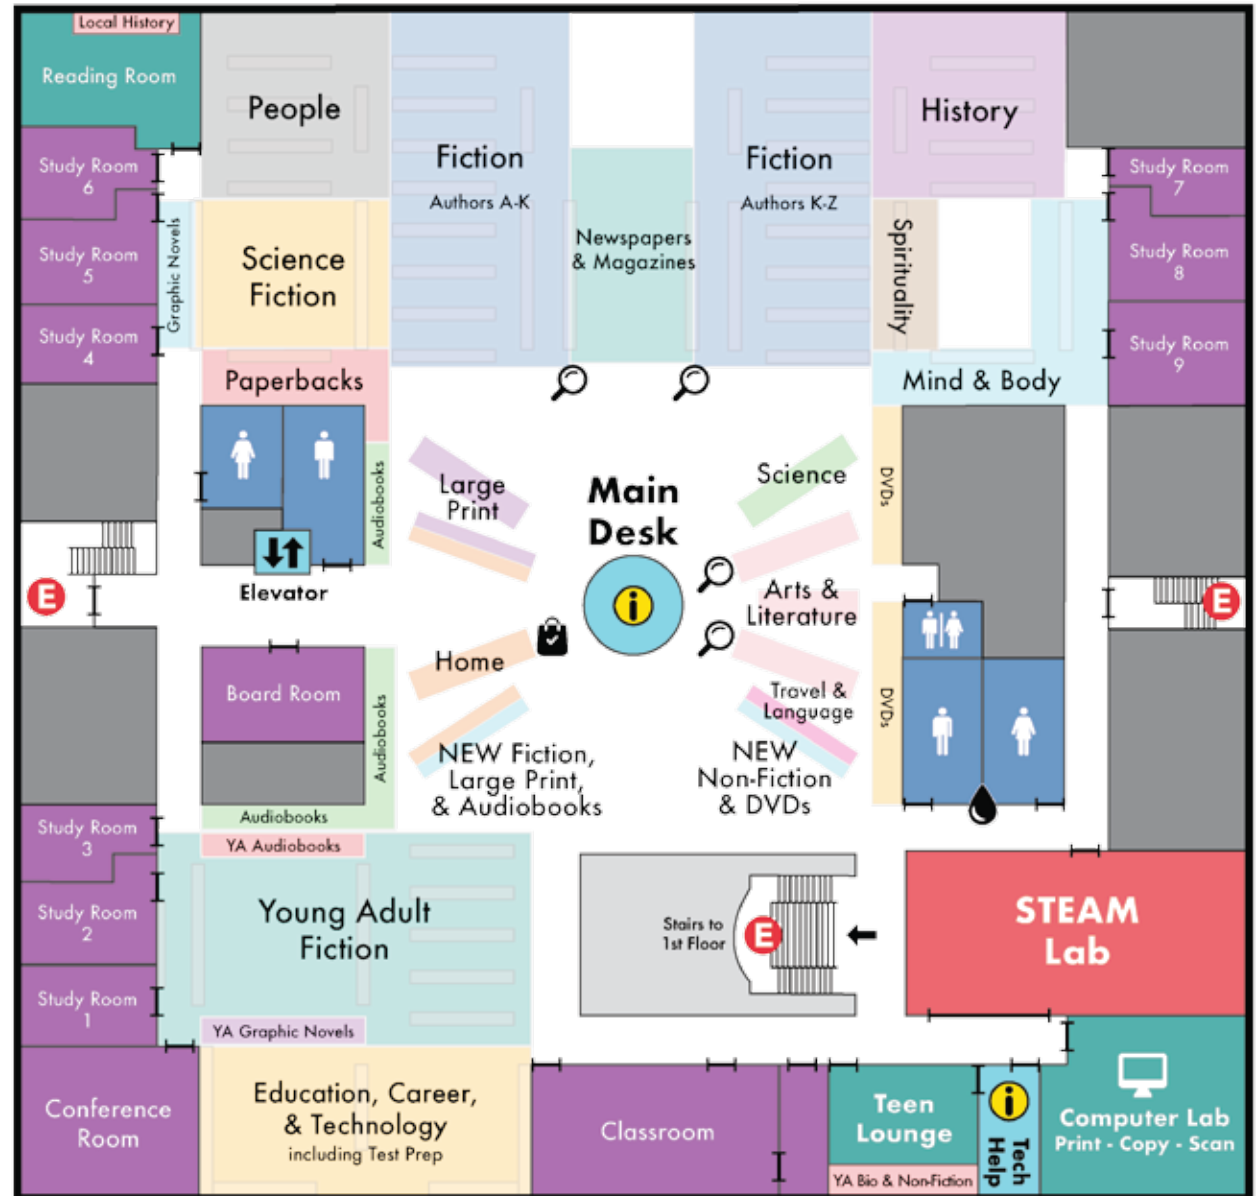 Local History
Reading Room
People
Fiction
Authors A-K
Fiction
Authors K-Z
History
Study Room
6
Study Room
7
Graphic Novels
Science
Fiction
Newspapers
& Magazines
Spirituality
Study Room
5
Study Room
8
Study Room
4
Study Room
9
Paperbacks
Mind & Body
Audiobooks
Large
Print
Main
Desk
Science
DVDs
Elevator
E
i
Arts &
Literature
E
Home
Board Room
Audiobooks
Travel &
Language
DVDs
NEW Fiction,
Large Print,
& Audiobooks
NEW
Non-Fiction
& DVDs
Audiobooks
YA Audiobooks
Study Room
3
Young Adult
Fiction
Study Room
2
Stairs to
1st Floor
E
STEAM
Lab
Study Room
1
YA Graphic Novels
Conference
Room
Education, Career,
& Technology
including Test Prep
Classroom
Teen
Lounge
YA Bio & Non-Fiction
i
Tech
Help
Computer Lab
Print - Copy - Scan